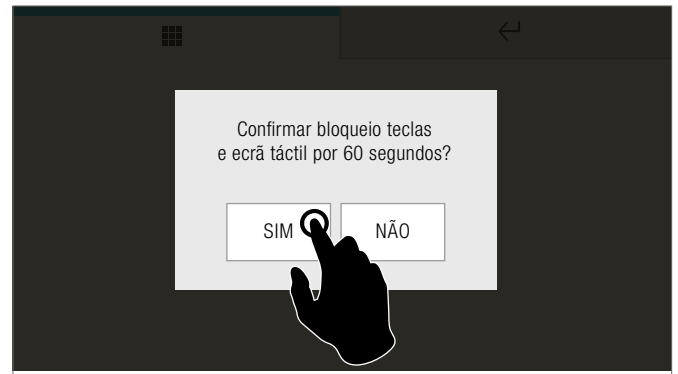 Confirmar bloqueio teclas
e ecrã táctil por 60 segundos?
SIM
NÃO